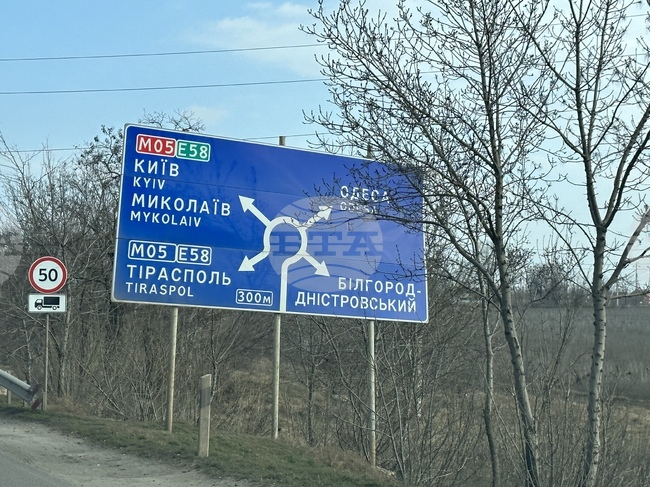 M05 E58
КИЇВ
KYIV
МИКОЛАЇВ
MYKOLAIV
M05 E58
ТІРАСПОЛЬ
TIRASPOL
300м
ОДЕСА
БІЛГОРОД-
ДНІСТРОВСЬКИЙ
50